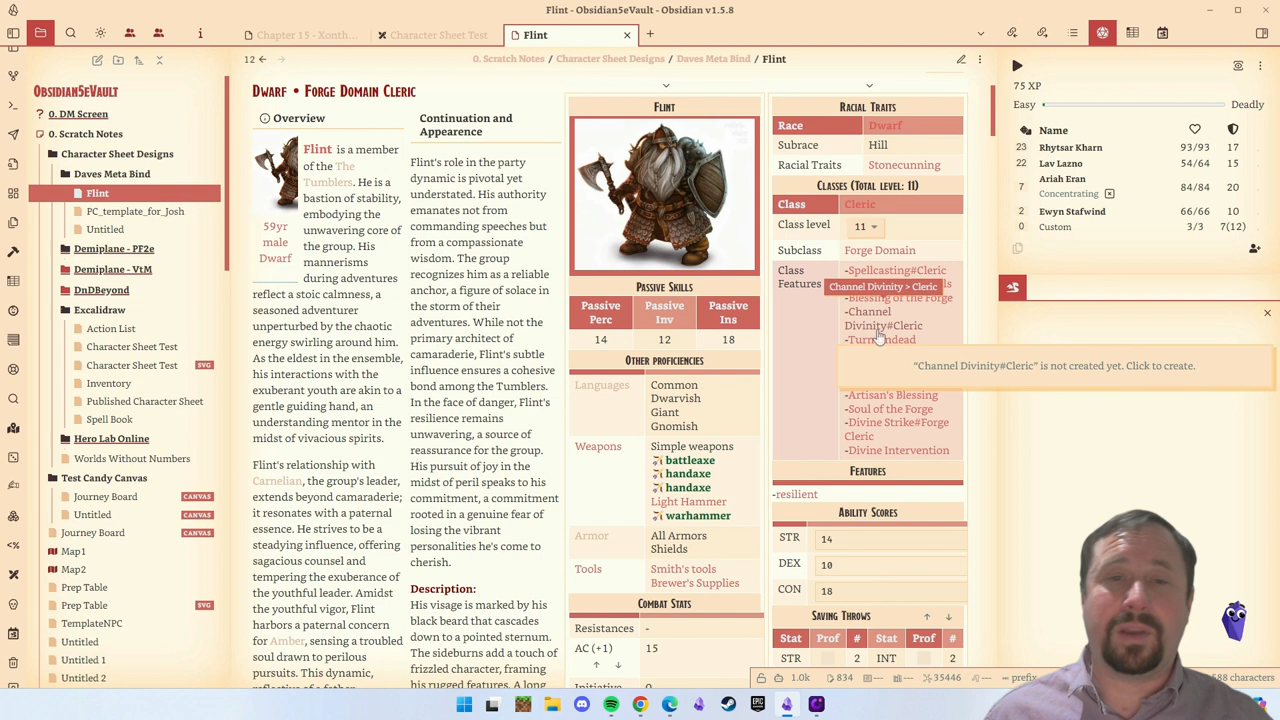 Flint - Obsidian5eVault - Obsidian v1.5.8
Chapter 15 - Xonth...
Character Sheet Test
Flint
12
0. Scratch Notes / Character Sheet Designs / Daves Meta Bind / Flint
Obsidian5eVault
0. DM Screen
0. Scratch Notes
Character Sheet Designs
Daves Meta Bind
Flint
PC_template_for_Josh
Untitled
Demiplane - PF2e
Demiplane - VtM
DnDBeyond
Excalidraw
Action List
Character Sheet Test
Character Sheet Test SVG
Inventory
Published Character Sheet
Spell Book
Hero Lab Online
Worlds Without Numbers
Test Candy Canvas
Journey Board CANVAS
Untitled CANVAS
Journey Board CANVAS
Map1
Map2
Prep Table
Prep Table SVG
TemplateNPC
Untitled
Untitled 1
Untitled 2
Dwarf • Forge Domain Cleric
Overview
59yr
male
Dwarf
Flint is a member
of the The
Tumblers. He is a
bastion of stability,
embodying the
unwavering core of
the group. His
mannerisms
during adventures
reflect a stoic calmness, a
seasoned adventurer
unperturbed by the chaotic
energy swirling around him.
As the eldest in the ensemble,
his interactions with the
exuberant youth are akin to a
gentle guiding hand, an
understanding mentor in the
midst of vivacious spirits.
Flint's relationship with
Carnelian, the group's leader,
extends beyond camaraderie;
it resonates with a paternal
essence. He strives to be a
steadying influence, offering
sagacious counsel and
tempering the exuberance of
the youthful leader. Amidst
the youthful vigor, Flint
harbors a paternal concern
for Amber, sensing a troubled
soul drawn to perilous
pursuits. This dynamic,
Continuation and
Appearence
Flint's role in the party
dynamic is pivotal yet
understated. His authority
emanates not from
commanding speeches but
from a compassionate
wisdom. The group
recognizes him as a reliable
anchor, a figure of solace in
the storm of their
adventures. While not the
primary architect of
camaraderie, Flint's subtle
influence ensures a cohesive
bond among the Tumblers.
In the face of danger, Flint's
resilience remains
unwavering, a source of
reassurance for the group.
His pursuit of joy in the
midst of peril speaks to his
commitment, a commitment
rooted in a genuine fear of
losing the vibrant
personalities he's come to
cherish.
Description:
His visage is marked by his
black beard that cascades
down to a pointed sternum.
The sideburns add a touch of
frizzled character, framing
his rugged features. A long
Flint
Passive Skills
Passive Perc Passive Inv Passive Ins
14 12 18
Other proficiencies
Languages Common
Dwarvish
Giant
Gnomish
Weapons Simple weapons
battleaxe
handaxe
handaxe
Light Hammer
warhammer
Armor All Armors
Shields
Tools Smith's tools
Brewer's Supplies
Combat Stats
Resistances -
AC (+1) 15
Initiative 0
Racial Traits
Race Dwarf
Subrace Hill
Racial Traits Stonecunning
Classes (Total level: 11)
Class Cleric
Class level 11
Subclass Forge Domain
Class Features
-Spellcasting#Cleric
Channel Divinity > Cleric
-Blessing of the Forge
-Channel
Divinity#Cleric
-Turn Undead
"Channel Divinity#Cleric" is not created yet. Click to create.
-Artisan's Blessing
-Soul of the Forge
-Divine Strike#Forge
Cleric
-Divine Intervention
Features
-resilient
Ability Scores
STR 14
DEX 10
CON 18
Saving Throws
Stat Prof # Stat Prof #
STR 2 INT 2
75 XP
Easy Deadly
Name
23 Rhytsar Kharn 93/93 17
22 Lav Lazno 54/64 15
7 Ariah Eran 84/84 20
Concentrating
2 Ewyn Stafwind 66/66 10
0 Custom 3/3 7(12)
834 1.0k 35446 prefix
588 characters
EPIC